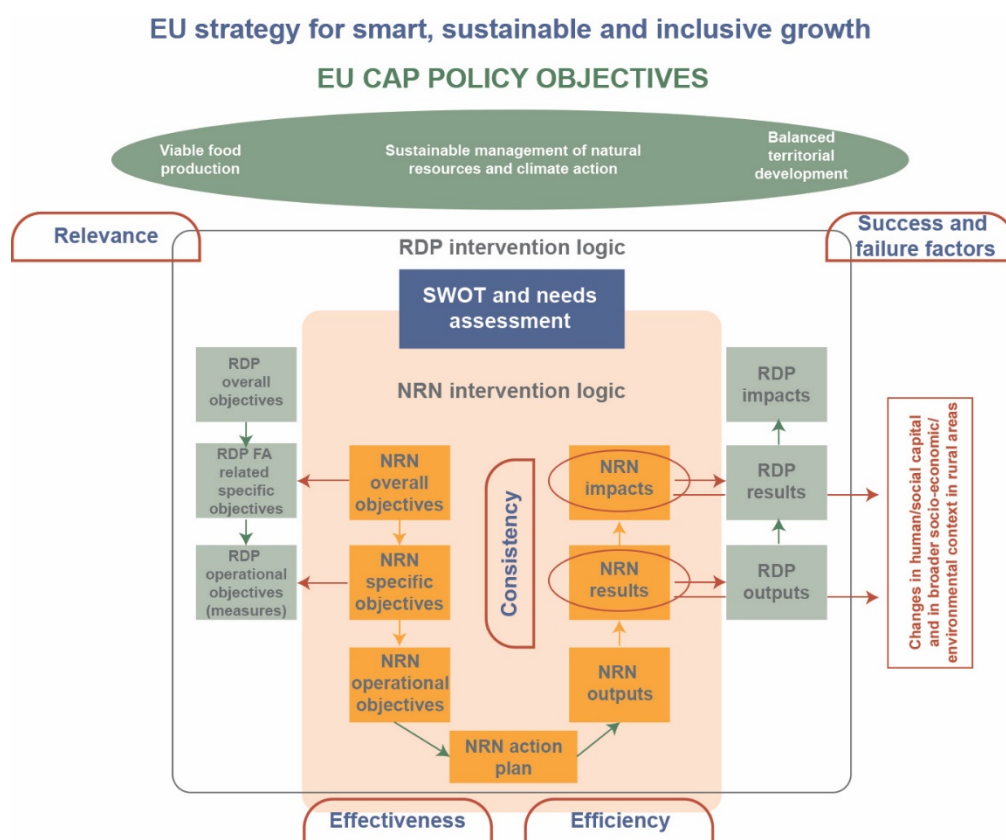 EU strategy for smart, sustainable and inclusive growth
EU CAP POLICY OBJECTIVES
Viable food
production
Sustainable management of natural
resources and climate action
Balanced
territorial
development
Relevance
Success and
failure factors
RDP intervention logic
SWOT and needs
assessment
NRN intervention logic
RDP
overall
objectives
RDP FA
related
specific
objectives
RDP
operational
objectives
(measures)
NRN
overall
objectives
NRN
specific
objectives
NRN
operational
objectives
NRN action
plan
Consistency
NRN
impacts
NRN
results
NRN
outputs
RDP
impacts
RDP
results
RDP
outputs
Changes in human/social capital
and in broader socio-economic/
environmental context in rural areas
Effectiveness
Efficiency